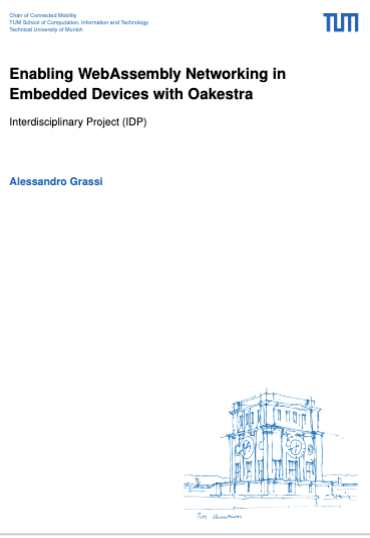 Chair of Connected Mobility
TUM School of Computation, Information and Technology
Technical University of Munich
TUM
Enabling WebAssembly Networking in
Embedded Devices with Oakestra
Interdisciplinary Project (IDP)
Alessandro Grassi